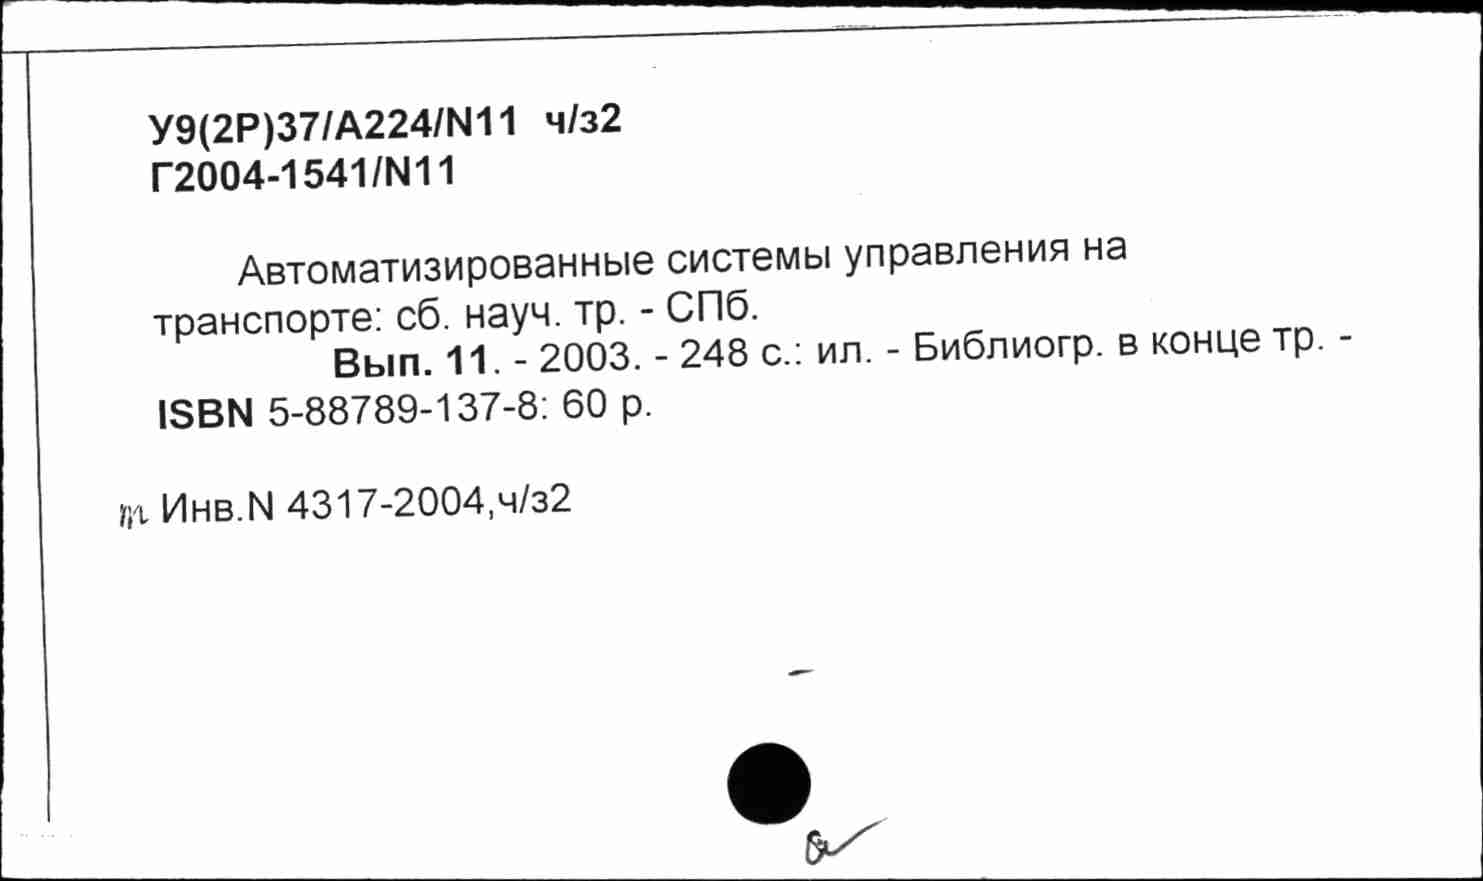 У9(2Р)37/А224/N11 ч/з2
Г2004-1541/N11
Автоматизированные системы управления на
транспорте: сб. науч. тр. - СПб.
Вып. 11. - 2003. - 248 с.: ил. - Библиогр. в конце тр. -
ISBN 5-88789-137-8: 60 р.
т Инв.N 4317-2004,ч/з2